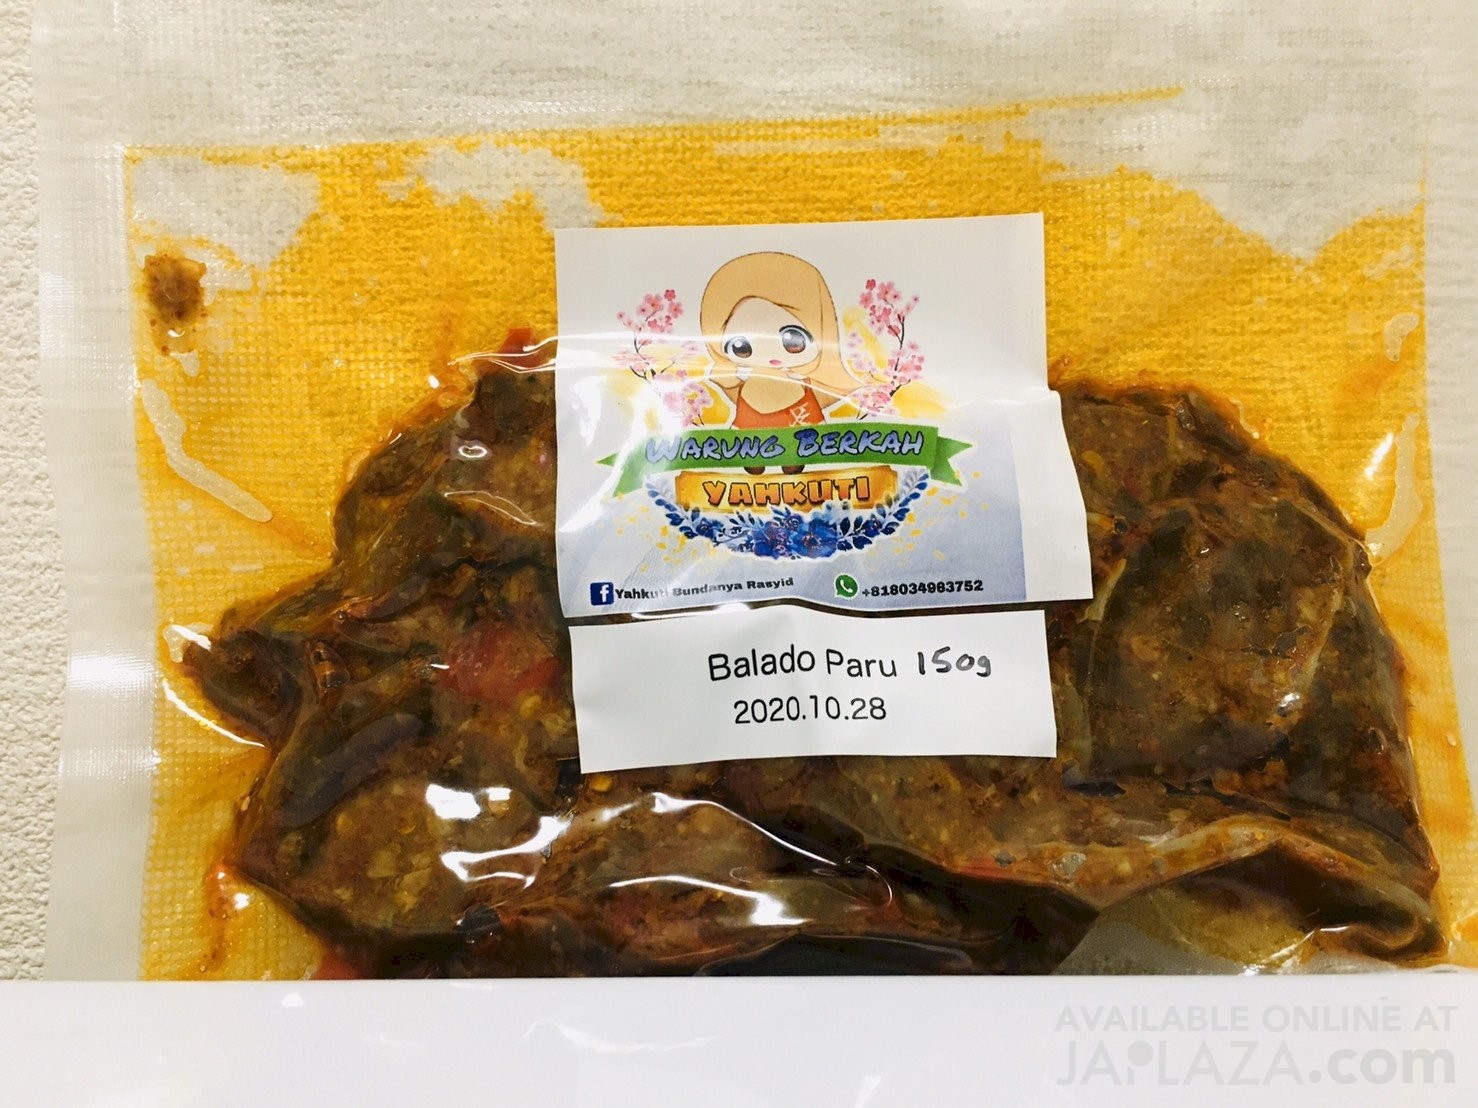 WARUNG BERKAH
YAHKUTI
Yahkuti Bundanya Rasyid
+818034983752
Balado Paru 150g
2020.10.28
AVAILABLE ONLINE AT
JAPLAZA.com